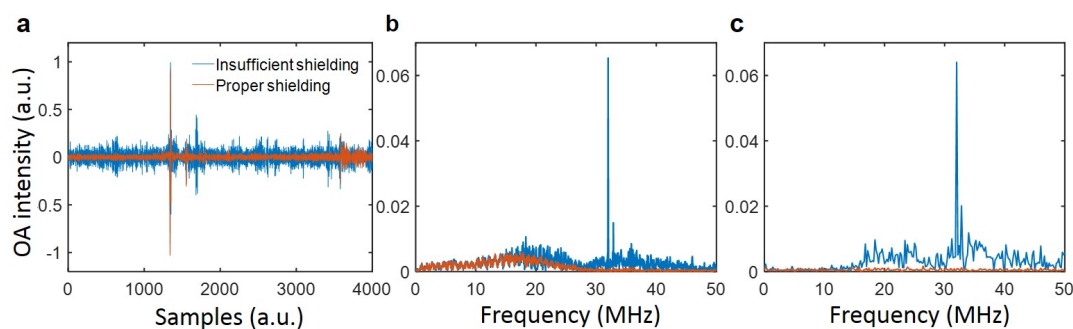 a
OA intensity (a.u.)
1
0.5
0
0.5
-1
0 1000 2000 3000 4000
Samples (a.u.)
Insufficient shielding
Proper shielding
b
0.06
0.04
0.02
0
0 10 20 30 40 50
Frequency (MHz)
c
0.06
0.04
0.02
0
0 10 20 30 40 50
Frequency (MHz)